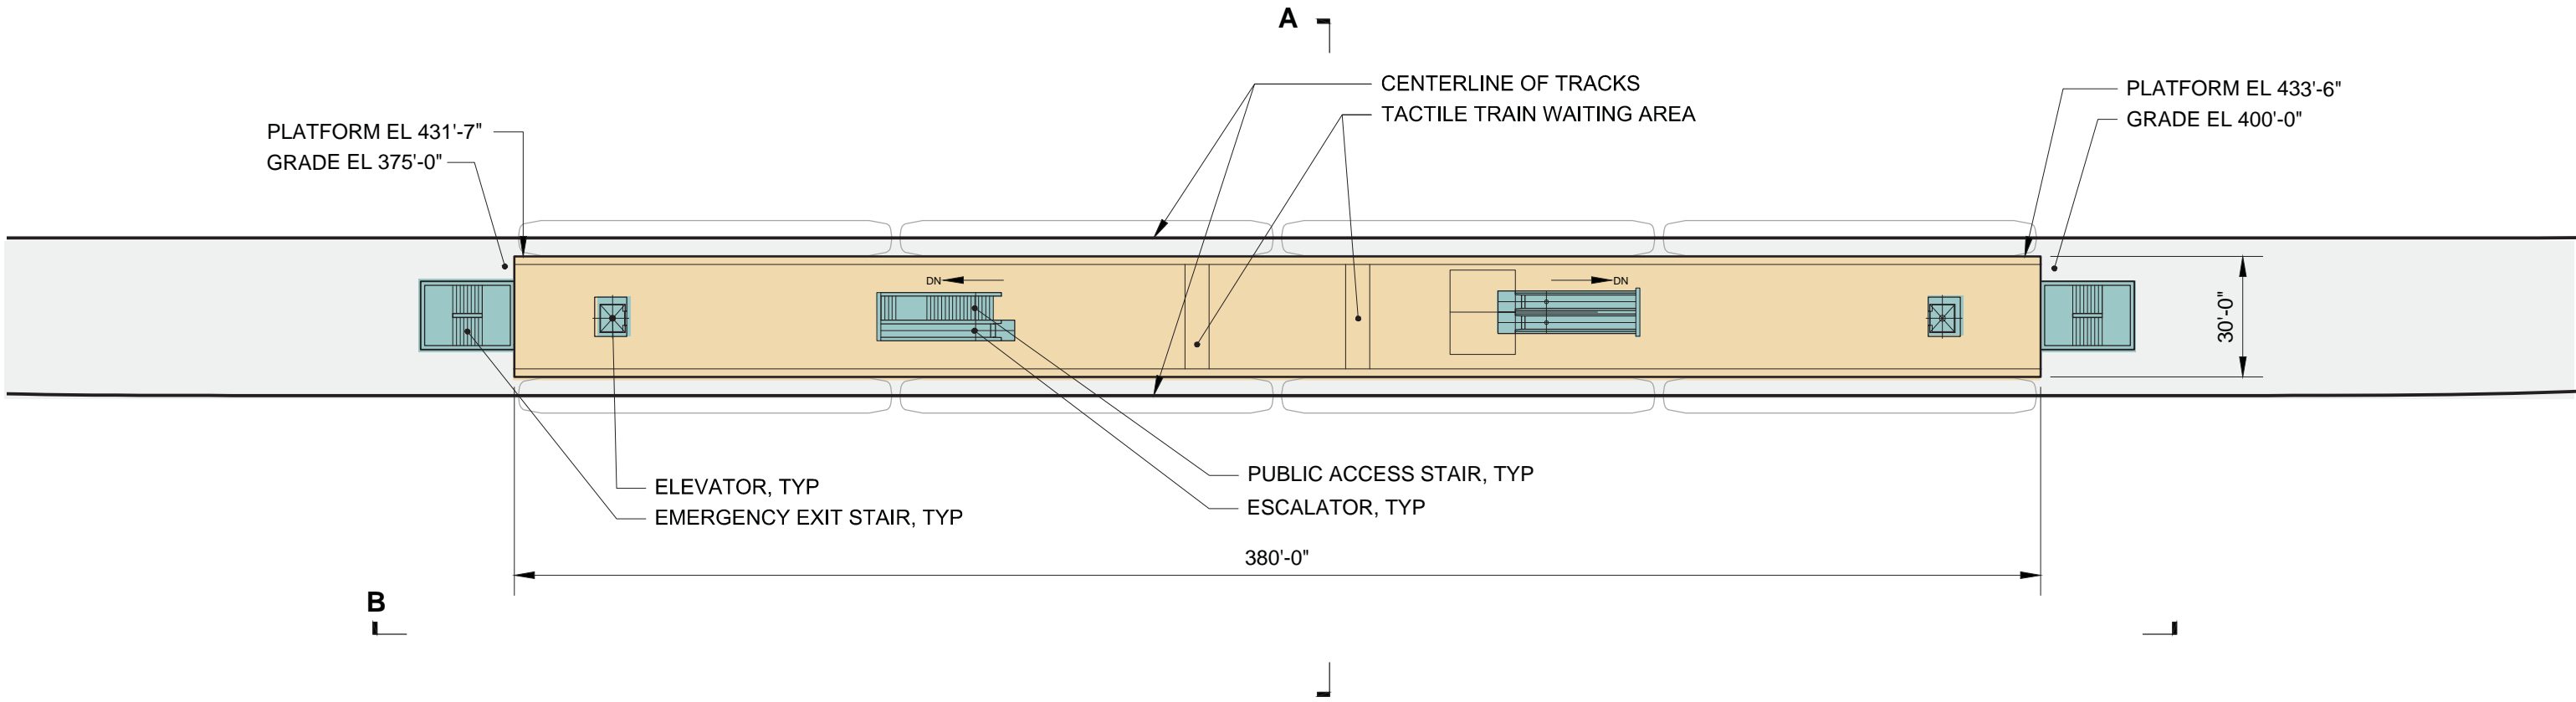 A
CENTERLINE OF TRACKS
TACTILE TRAIN WAITING AREA
PLATFORM EL 433'-6"
GRADE EL 400'-0"
PLATFORM EL 431'-7"
GRADE EL 375'-0"
DN
DN
30'-0"
PUBLIC ACCESS STAIR, TYP
ESCALATOR, TYP
ELEVATOR, TYP
EMERGENCY EXIT STAIR, TYP
380'-0"
B